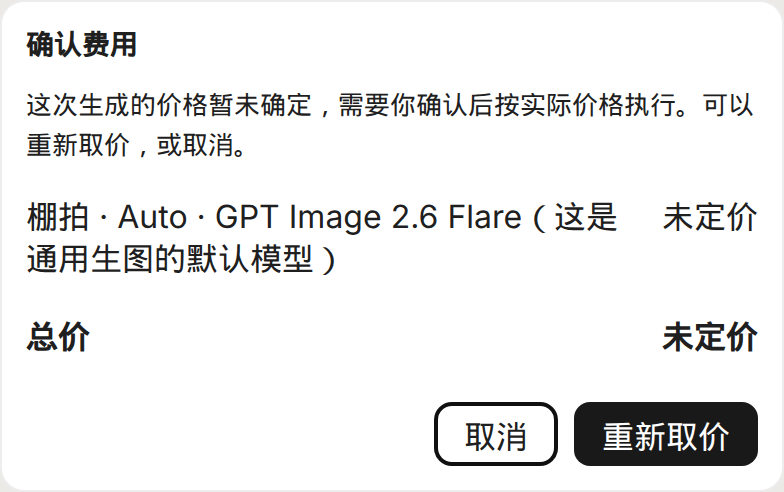 确认费用
这次生成的价格暂未确定，需要你确认后按实际价格执行。可以
重新取价，或取消。
棚拍 · Auto · GPT Image 2.6 Flare（这是
通用生图的默认模型）
未定价
总价
未定价
取消
重新取价